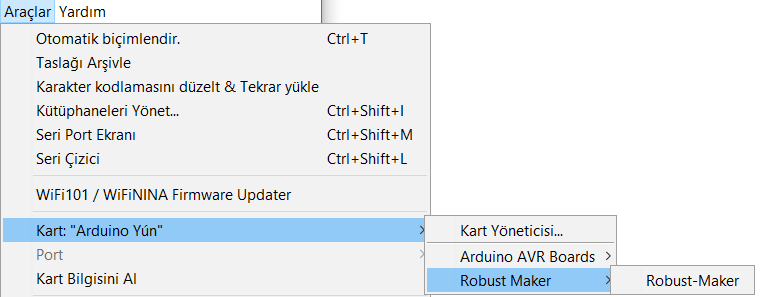 Araçlar Yardım
Otomatik biçimlendir. Ctrl+T
Taslağı Arşivle
Karakter kodlamasını düzelt & Tekrar yükle
Kütüphaneleri Yönet... Ctrl+Shift+I
Seri Port Ekranı Ctrl+Shift+M
Seri Çizici Ctrl+Shift+L
WiFi101 / WiFiNINA Firmware Updater
Kart: "Arduino Yún"
Kart Yöneticisi...
Port
Arduino AVR Boards
Kart Bilgisini Al
Robust Maker
Robust-Maker